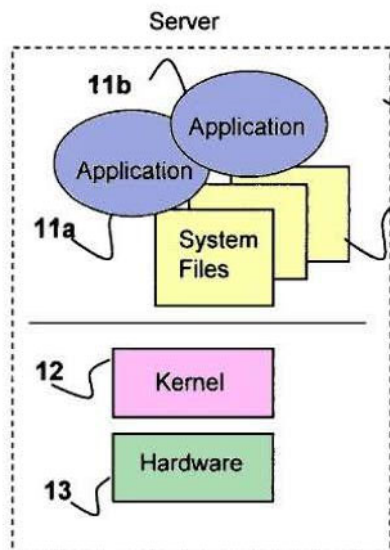 Server
11b
Application
Application
11a
System
Files
12
Kernel
Hardware
13